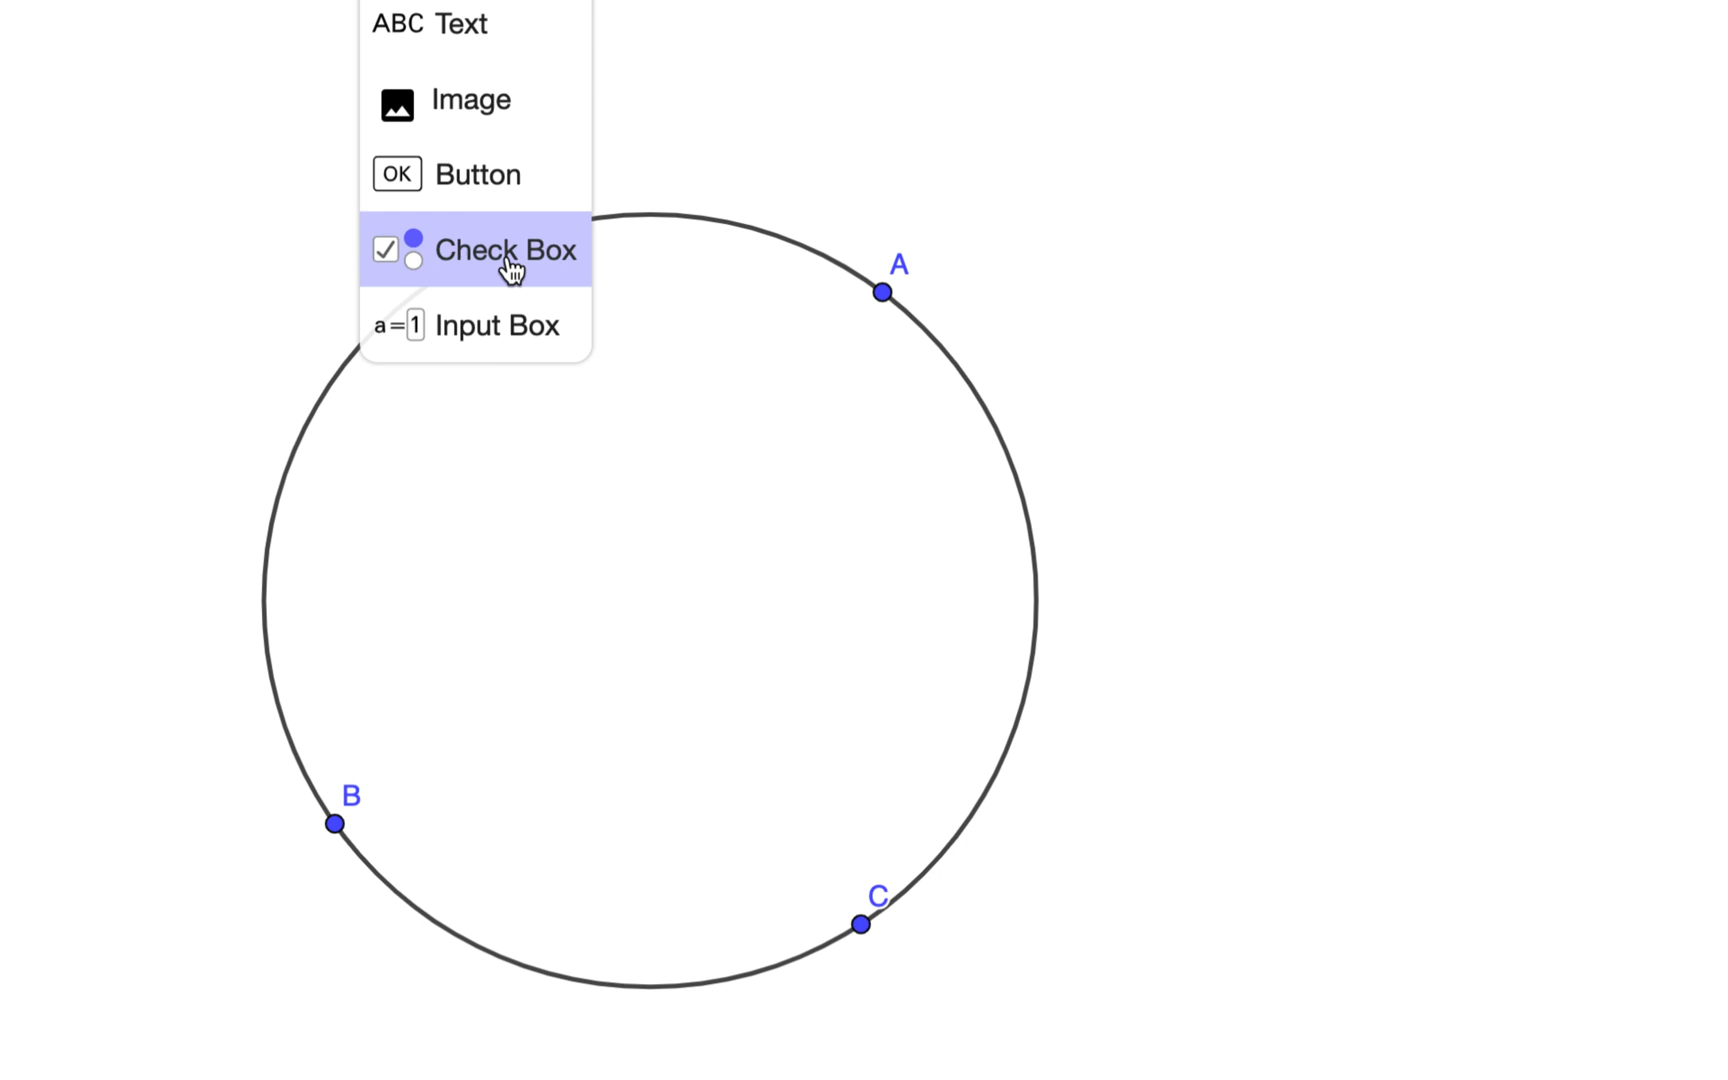 ABC Text
Image
OK Button
Check Box
a=1 Input Box
A
B
C